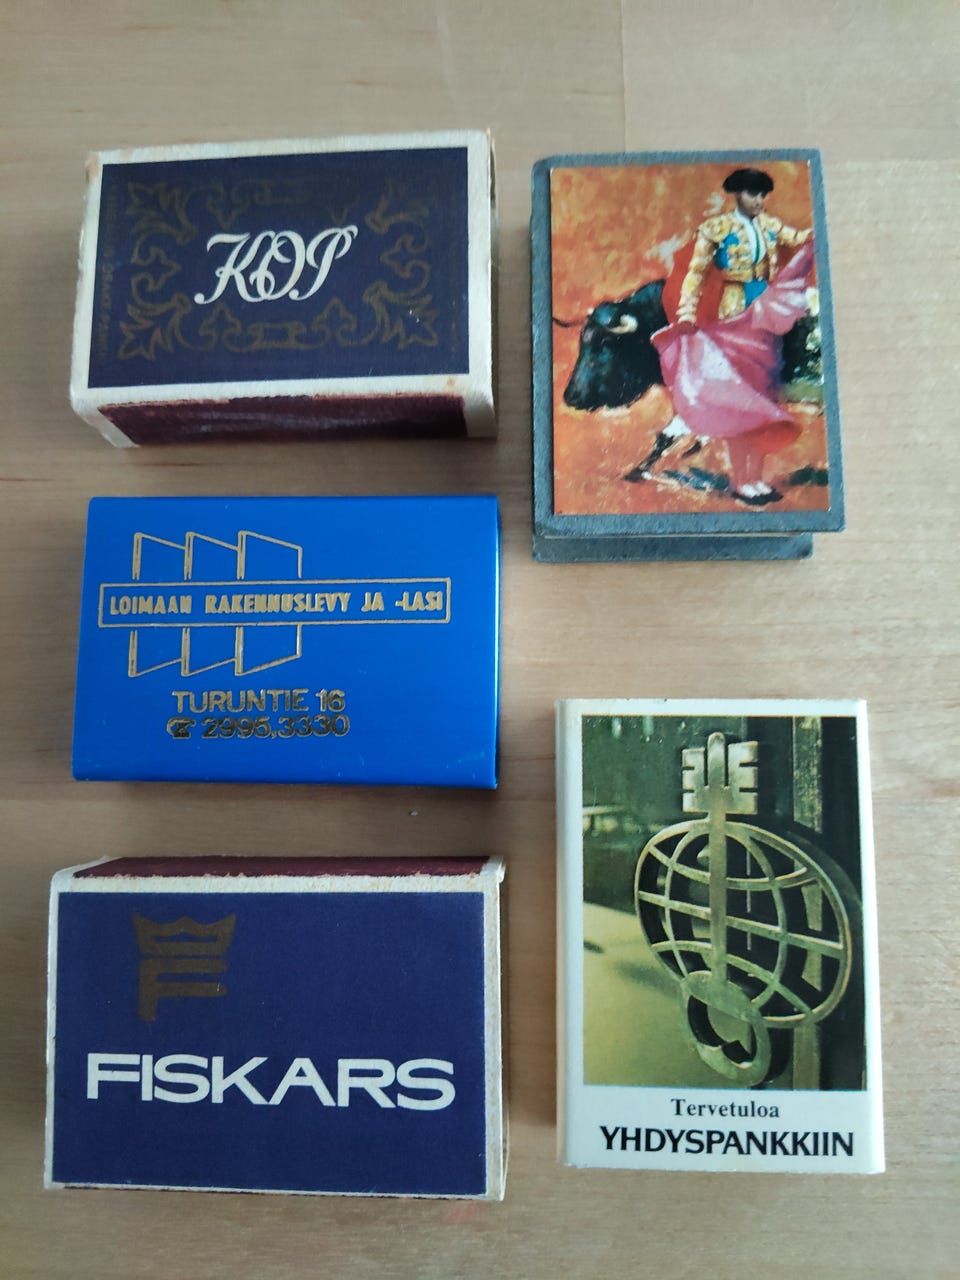 KOP
LOIMAAN RAKENNUSLEVY JA -LASI
TURUNTIE 16
☎ 2995,3330
FISKARS
Tervetuloa
YHDYSPANKKIIN